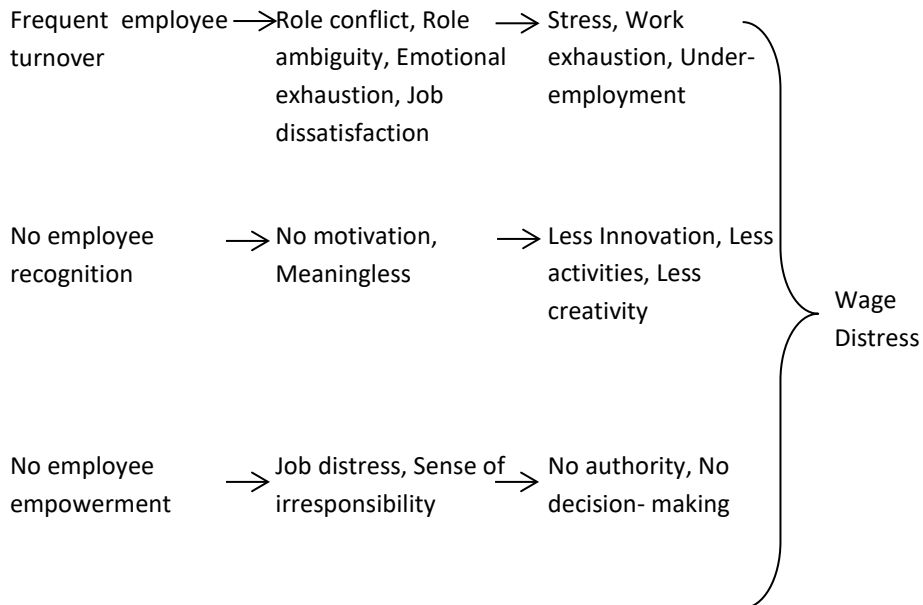 Frequent employee
turnover
Role conflict, Role
ambiguity, Emotional
exhaustion, Job
dissatisfaction
Stress, Work
exhaustion, Under-
employment
No employee
recognition
No motivation,
Meaningless
Less Innovation, Less
activities, Less
creativity
Wage
Distress
No employee
empowerment
Job distress, Sense of
irresponsibility
No authority, No
decision- making